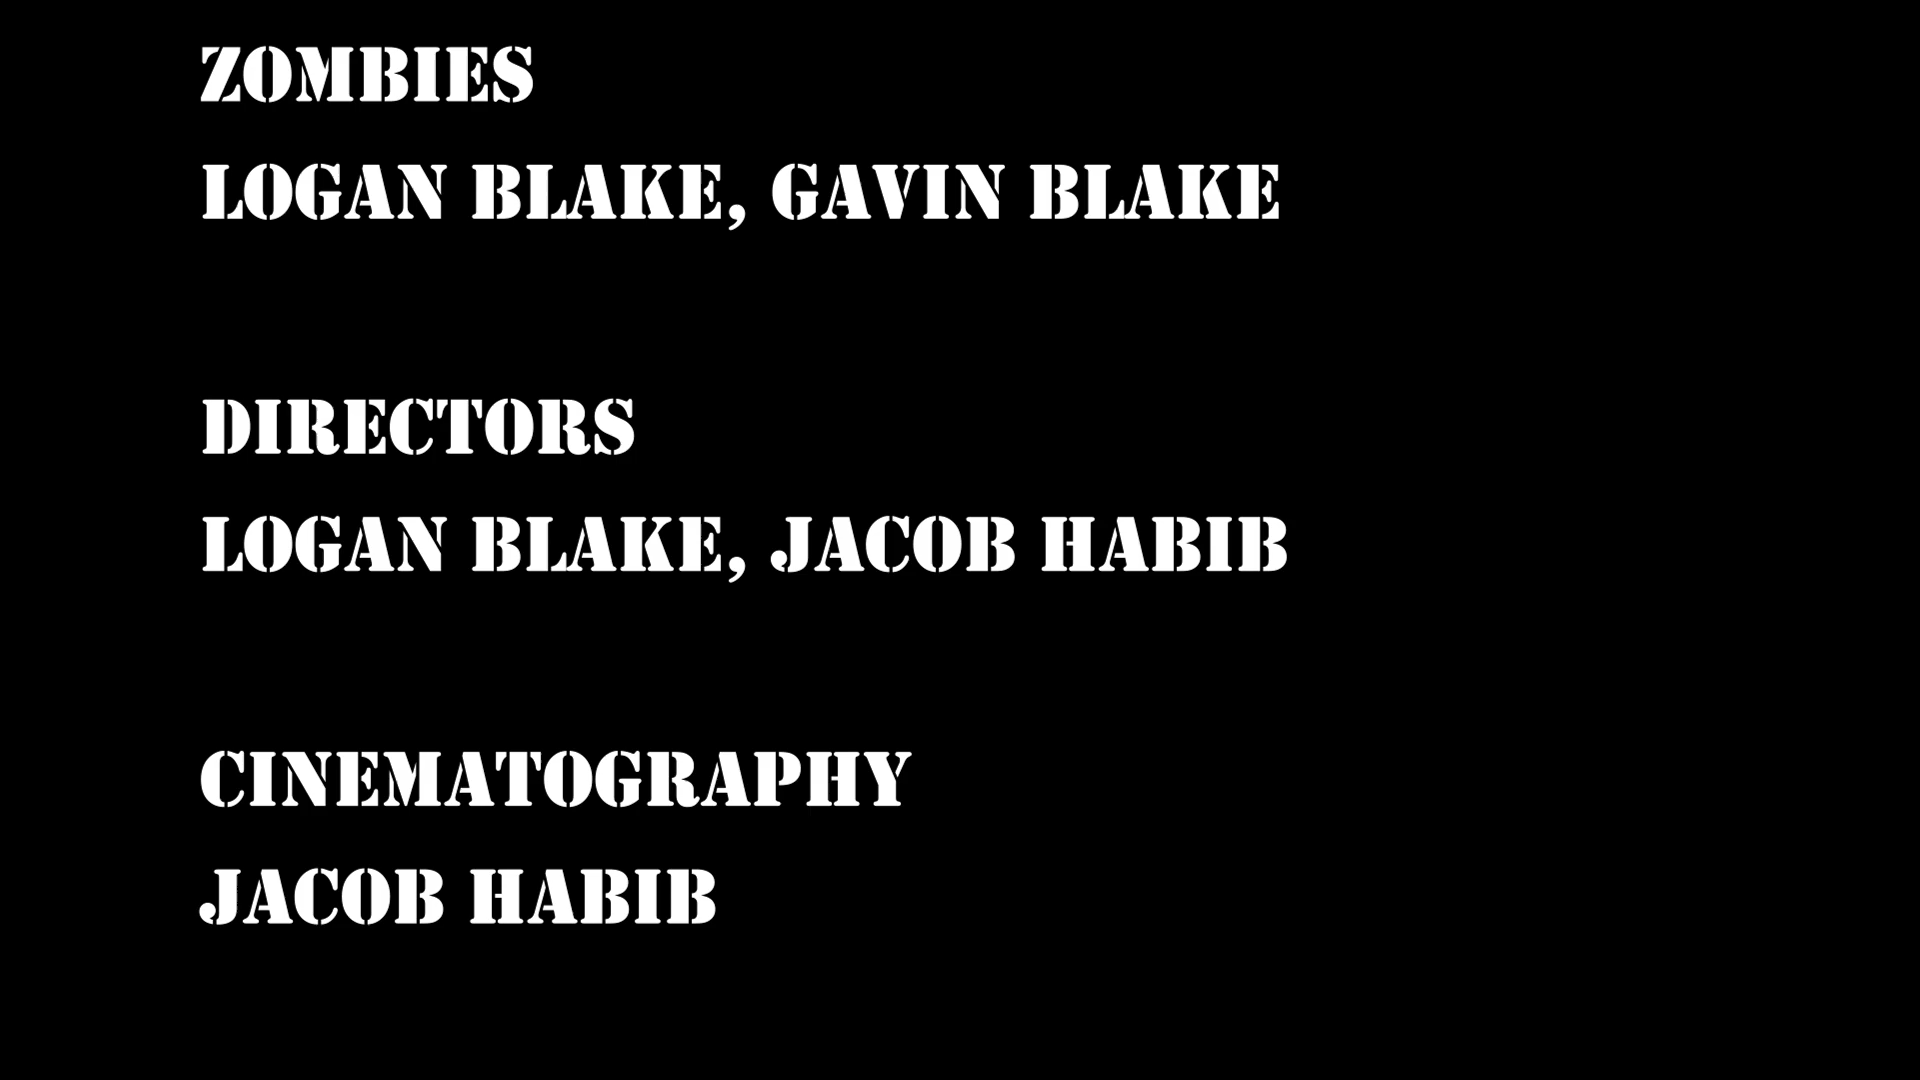 ZOMBIES
LOGAN BLAKE, GAVIN BLAKE
DIRECTORS
LOGAN BLAKE, JACOB HABIB
CINEMATOGRAPHY
JACOB HABIB